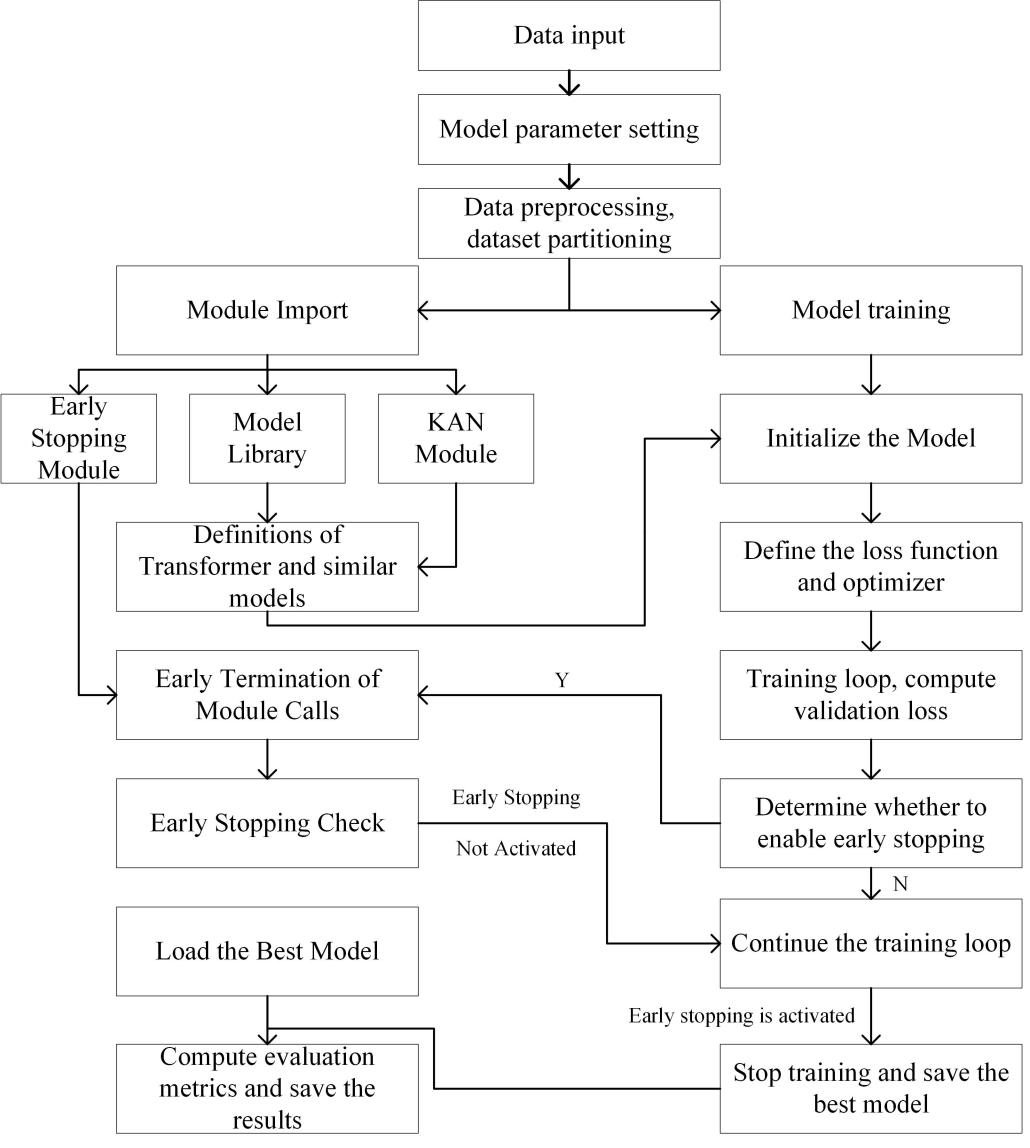 Data input
Model parameter setting
Data preprocessing,
dataset partitioning
Module Import
Model training
Early
Stopping
Module
Model
Library
KAN
Module
Initialize the Model
Definitions of
Transformer and similar
models
Define the loss function
and optimizer
Early Termination of
Module Calls
Y
Training loop, compute
validation loss
Early Stopping Check
Early Stopping
Not Activated
Determine whether to
enable early stopping
N
Load the Best Model
Continue the training loop
Early stopping is activated
Compute evaluation
metrics and save the
results
Stop training and save the
best model